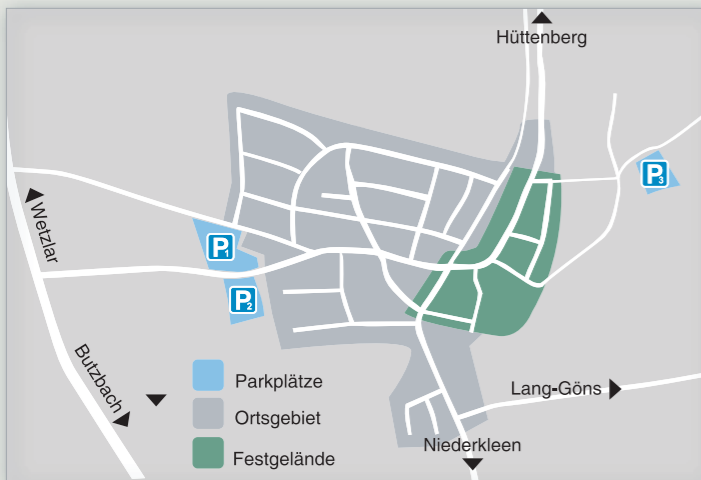 Hüttenberg
P3
Wetzlar
P1
P2
Butzbach
Parkplätze
Lang-Göns
Ortsgebiet
Niederkleen
Festgelände